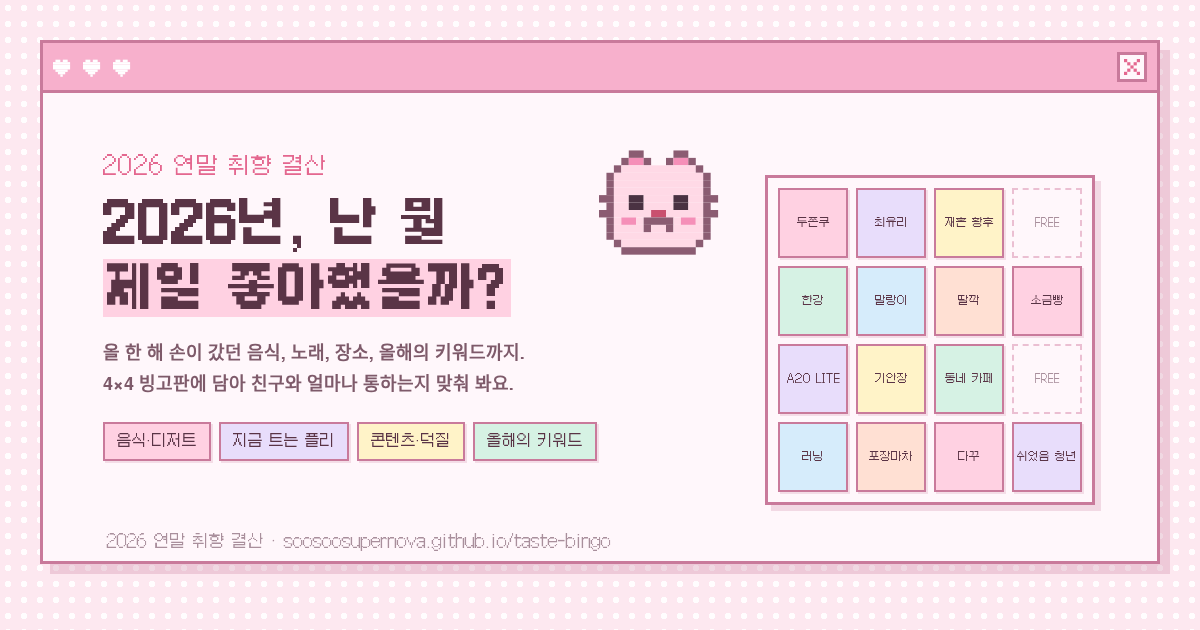 2026 연말 취향 결산
2026년, 난 뭘
제일 좋아했을까?
올 한 해 손이 갔던 음식, 노래, 장소, 올해의 키워드까지.
4×4 빙고판에 담아 친구와 얼마나 통하는지 맞춰 봐요.
음식·디저트 지금 트는 플리 콘텐츠·덕질 올해의 키워드
두쫀쿠 최유리 재혼 황후 FREE
한강 말랑이 딸깍 소금빵
A20 LITE 기안장 동네 카페 FREE
러닝 포장마차 다꾸 쉬었음 청년
2026 연말 취향 결산 · soosoosupernova.github.io/taste-bingo